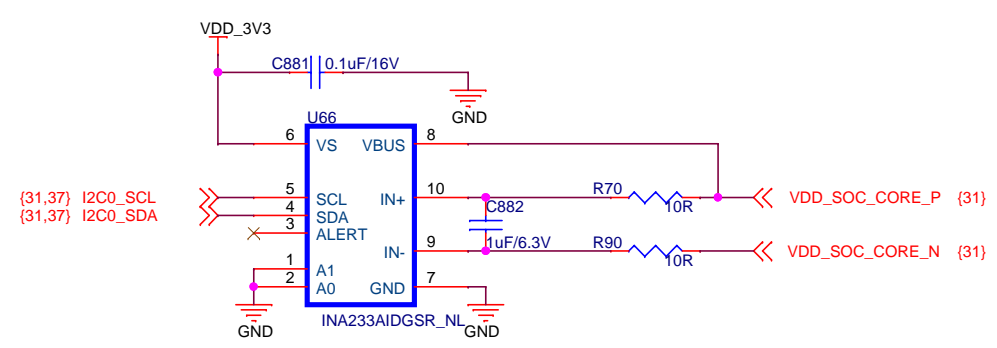 VDD_3V3
C881 0.1uF/16V
GND
U66
6 VS VBUS 8
{31,37} I2C0_SCL 5 SCL IN+ 10 R70 10R VDD_SOC_CORE_P {31}
{31,37} I2C0_SDA 4 SDA C882
3 ALERT
1uF/6.3V
IN- 9 R90 10R VDD_SOC_CORE_N {31}
1 A1
2 A0 GND 7
GND
INA233AIDGSR_NL
GND